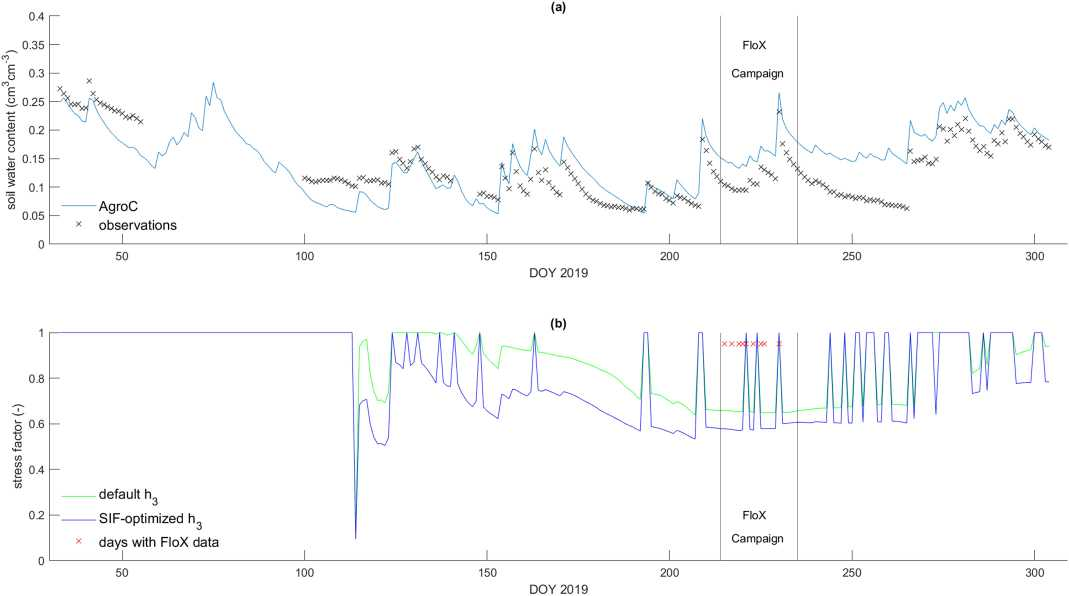 (a)
0.4
0.35
0.3
0.25
0.2
0.15
0.1
0.05
0
soil water content (cm³cm⁻³)
FloX
Campaign
AgroC
observations
50
100
150
200
250
300
DOY 2019
(b)
1
0.8
0.6
0.4
0.2
0
stress factor (-)
default h₃
SIF-optimized h₃
days with FloX data
FloX
Campaign
50
100
150
200
250
300
DOY 2019